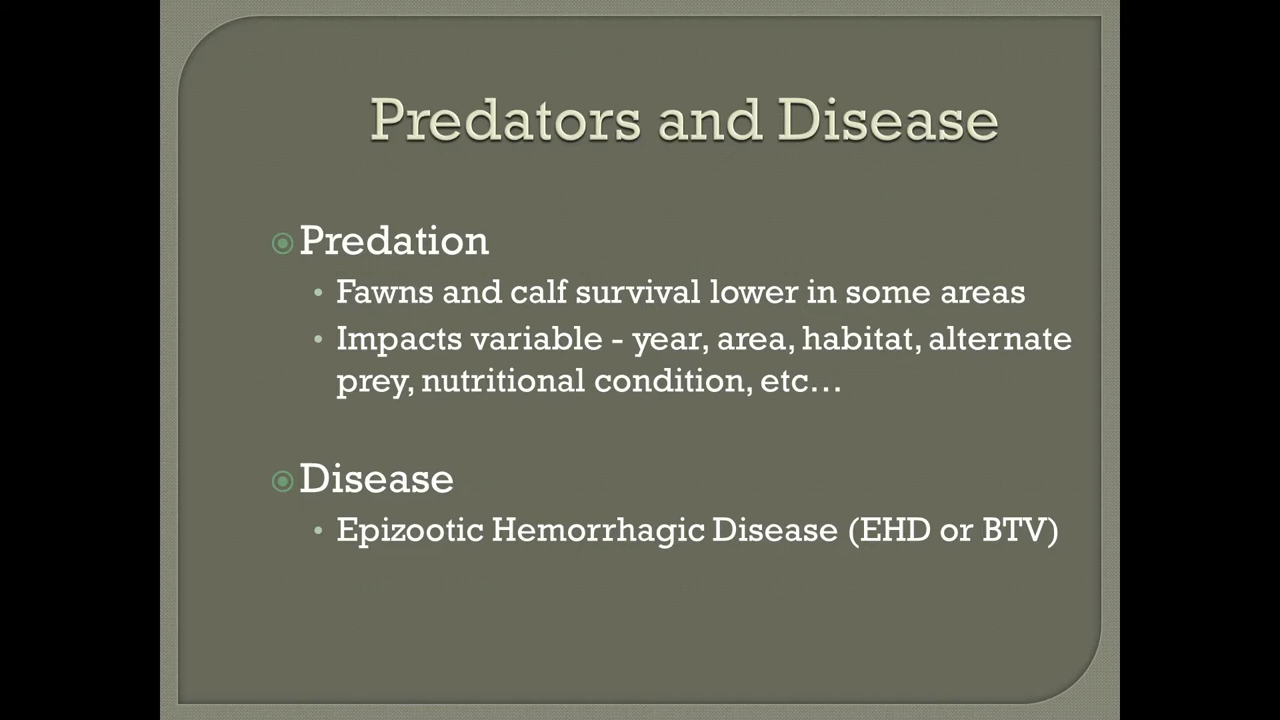 Predators and Disease
Predation
Fawns and calf survival lower in some areas
Impacts variable - year, area, habitat, alternate
prey, nutritional condition, etc…
Disease
Epizootic Hemorrhagic Disease (EHD or BTV)